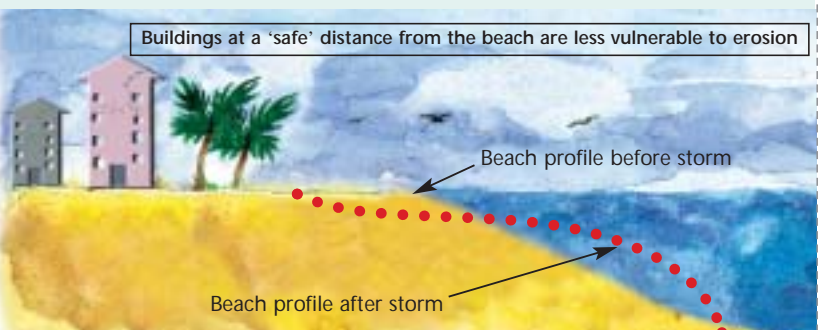 Buildings at a ‘safe’ distance from the beach are less vulnerable to erosion
Beach profile before storm
Beach profile after storm